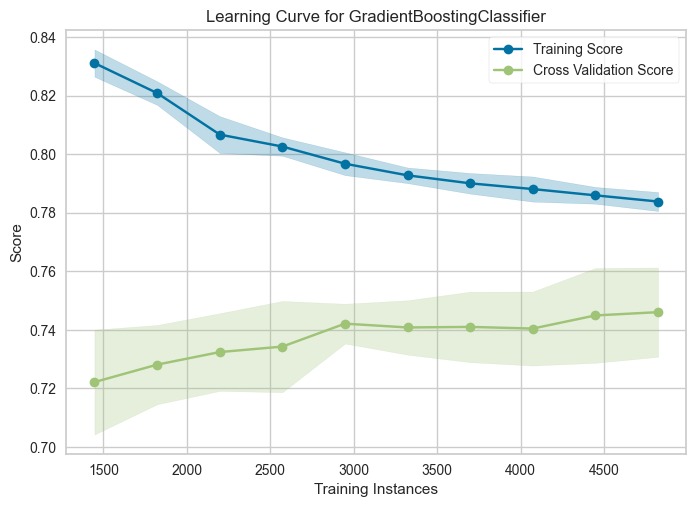 Learning Curve for GradientBoostingClassifier
Training Score
Cross Validation Score
0.84
0.82
0.80
0.78
0.76
0.74
0.72
0.70
Score
1500 2000 2500 3000 3500 4000 4500
Training Instances